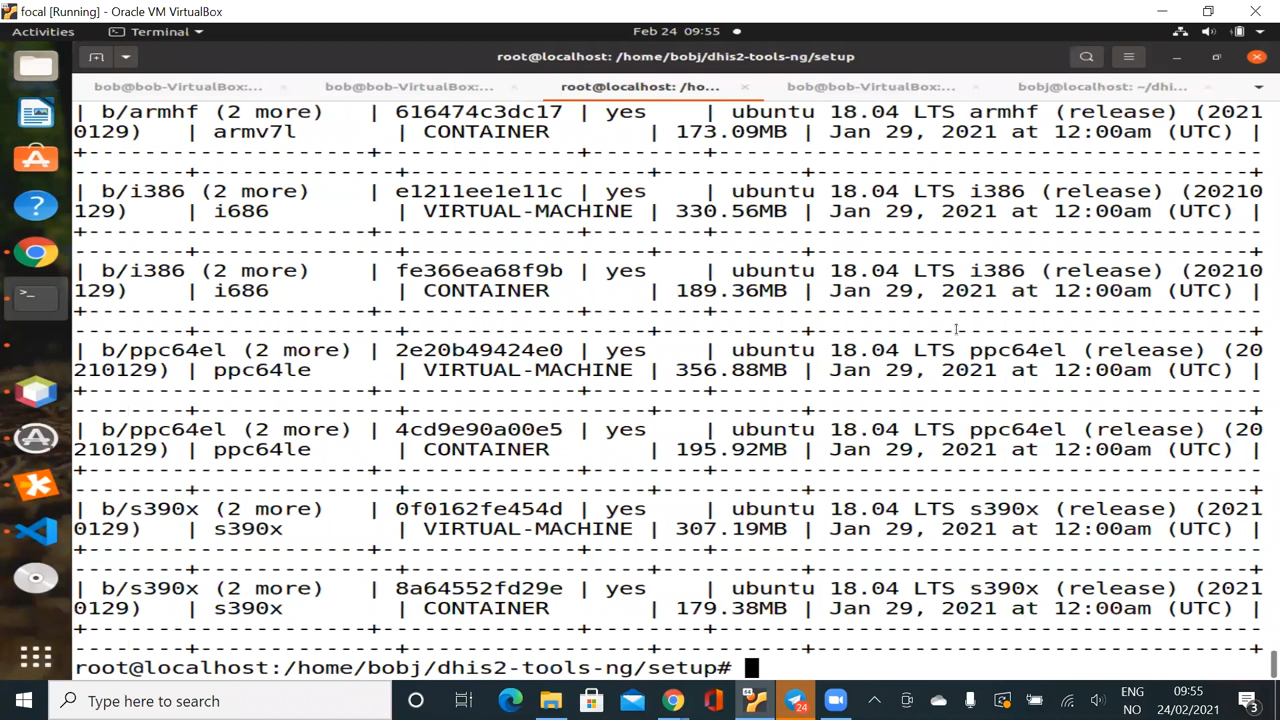 focal [Running] - Oracle VM VirtualBox
Activities Terminal Feb 24 09:55
root@localhost: /home/bobj/dhis2-tools-ng/setup
bob@bob-VirtualBox:... bob@bob-VirtualBox:... root@localhost: /ho... bob@bob-VirtualBox:... bobj@localhost: ~/dhi...
| b/armhf (2 more) | 616474c3dc17 | yes | ubuntu 18.04 LTS armhf (release) (2021
0129) | armv7l | CONTAINER | 173.09MB | Jan 29, 2021 at 12:00am (UTC) |
| b/i386 (2 more) | e1211ee1e11c | yes | ubuntu 18.04 LTS i386 (release) (20210
129) | i686 | VIRTUAL-MACHINE | 330.56MB | Jan 29, 2021 at 12:00am (UTC) |
| b/i386 (2 more) | fe366ea68f9b | yes | ubuntu 18.04 LTS i386 (release) (20210
129) | i686 | CONTAINER | 189.36MB | Jan 29, 2021 at 12:00am (UTC) |
| b/ppc64el (2 more) | 2e20b49424e0 | yes | ubuntu 18.04 LTS ppc64el (release) (20
210129) | ppc64le | VIRTUAL-MACHINE | 356.88MB | Jan 29, 2021 at 12:00am (UTC) |
| b/ppc64el (2 more) | 4cd9e90a00e5 | yes | ubuntu 18.04 LTS ppc64el (release) (20
210129) | ppc64le | CONTAINER | 195.92MB | Jan 29, 2021 at 12:00am (UTC) |
| b/s390x (2 more) | 0f0162fe454d | yes | ubuntu 18.04 LTS s390x (release) (2021
0129) | s390x | VIRTUAL-MACHINE | 307.19MB | Jan 29, 2021 at 12:00am (UTC) |
| b/s390x (2 more) | 8a64552fd29e | yes | ubuntu 18.04 LTS s390x (release) (2021
0129) | s390x | CONTAINER | 179.38MB | Jan 29, 2021 at 12:00am (UTC) |
root@localhost:/home/bobj/dhis2-tools-ng/setup#
Type here to search
24
ENG
NO
09:55
24/02/2021
3